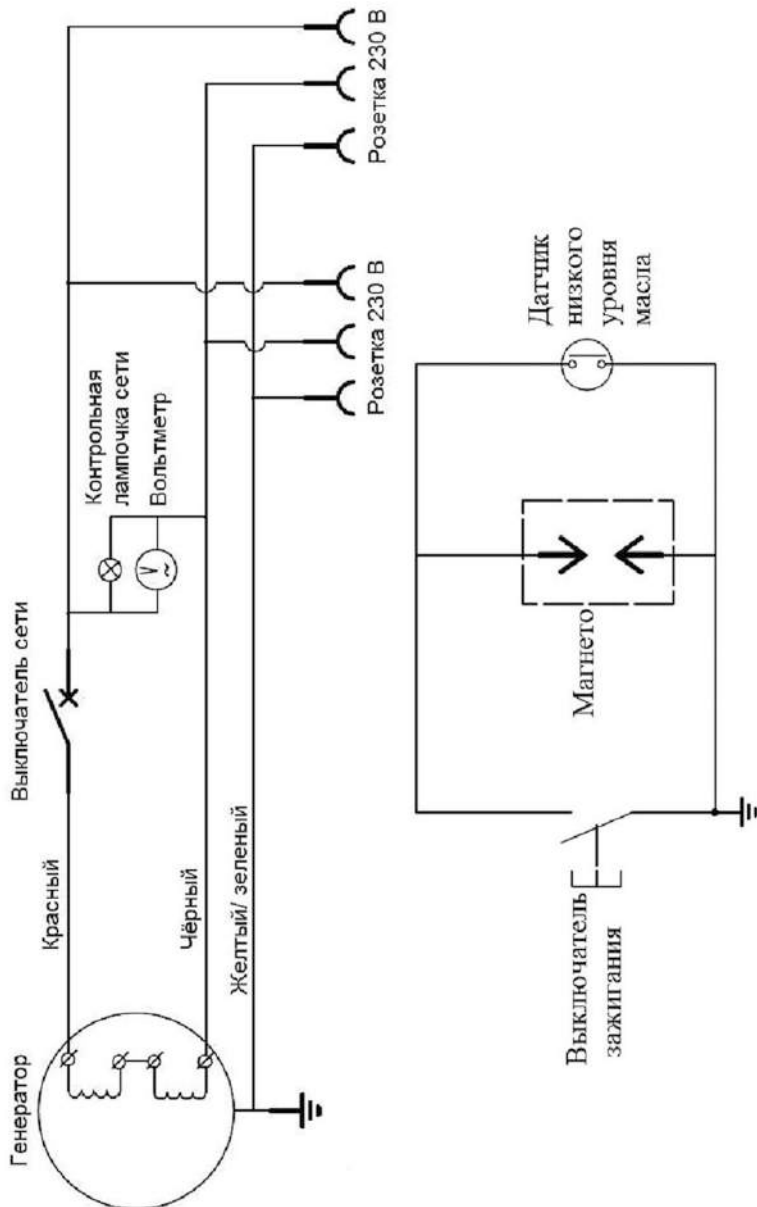 Генератор
Красный
Чёрный
Желтый/ зеленый
Выключатель сети
Контрольная
лампочка сети
Вольтметр
V
~
Розетка 230 В
Розетка 230 В
Выключатель
зажигания
Магнето
Датчик
низкого
уровня
масла